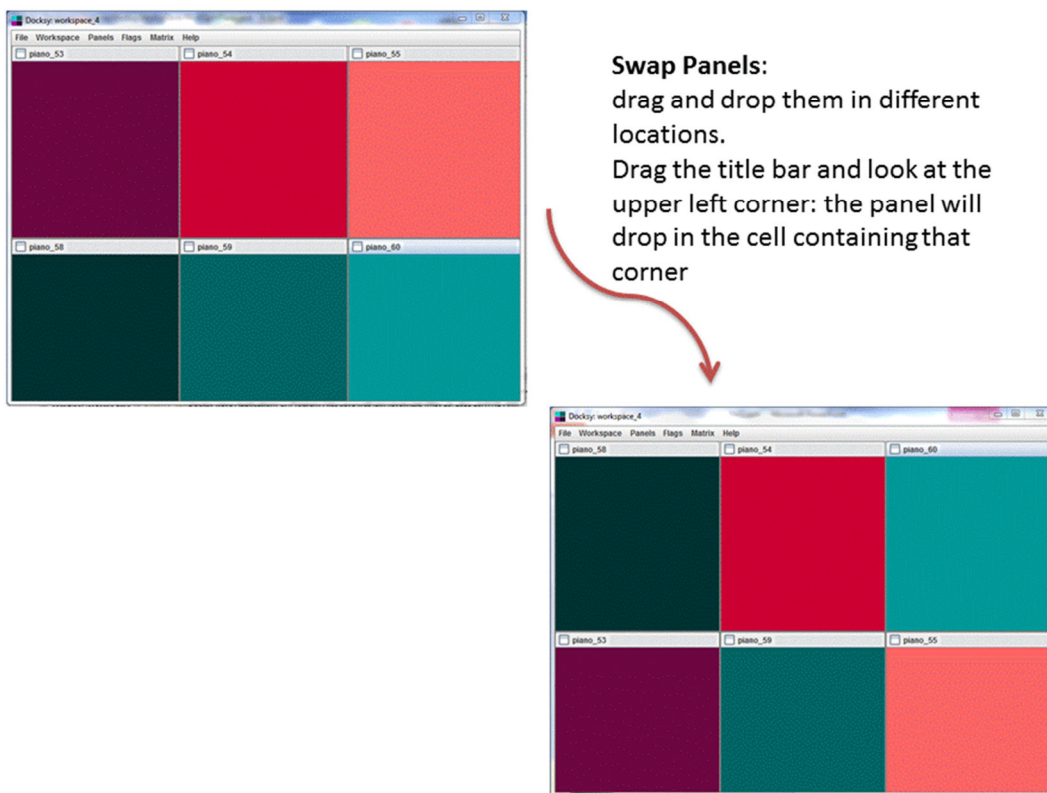 Docksy: workspace_4
File Workspace Panels Flags Matrix Help
piano_53 piano_54 piano_55
piano_58 piano_59 piano_60
Swap Panels:
drag and drop them in different
locations.
Drag the title bar and look at the
upper left corner: the panel will
drop in the cell containing that
corner
Docksy: workspace_4
File Workspace Panels Flags Matrix Help
piano_58 piano_54 piano_60
piano_53 piano_59 piano_55